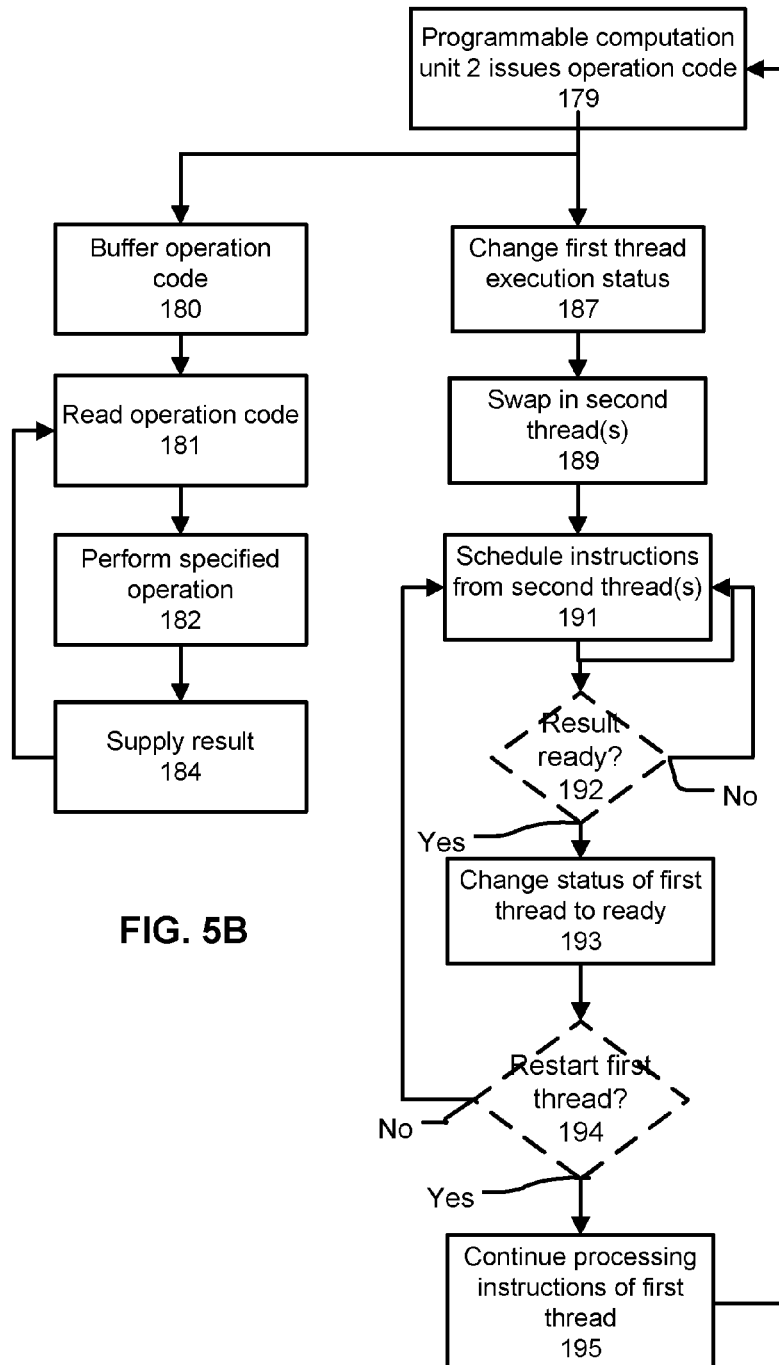 Programmable computation
unit 2 issues operation code
179
Buffer operation
code
180
Read operation code
181
Perform specified
operation
182
Supply result
184
Change first thread
execution status
187
Swap in second
thread(s)
189
Schedule instructions
from second thread(s)
191
Result
ready?
192
No
Yes
Change status of first
thread to ready
193
Restart first
thread?
194
No
Yes
Continue processing
instructions of first
thread
195
FIG. 5B